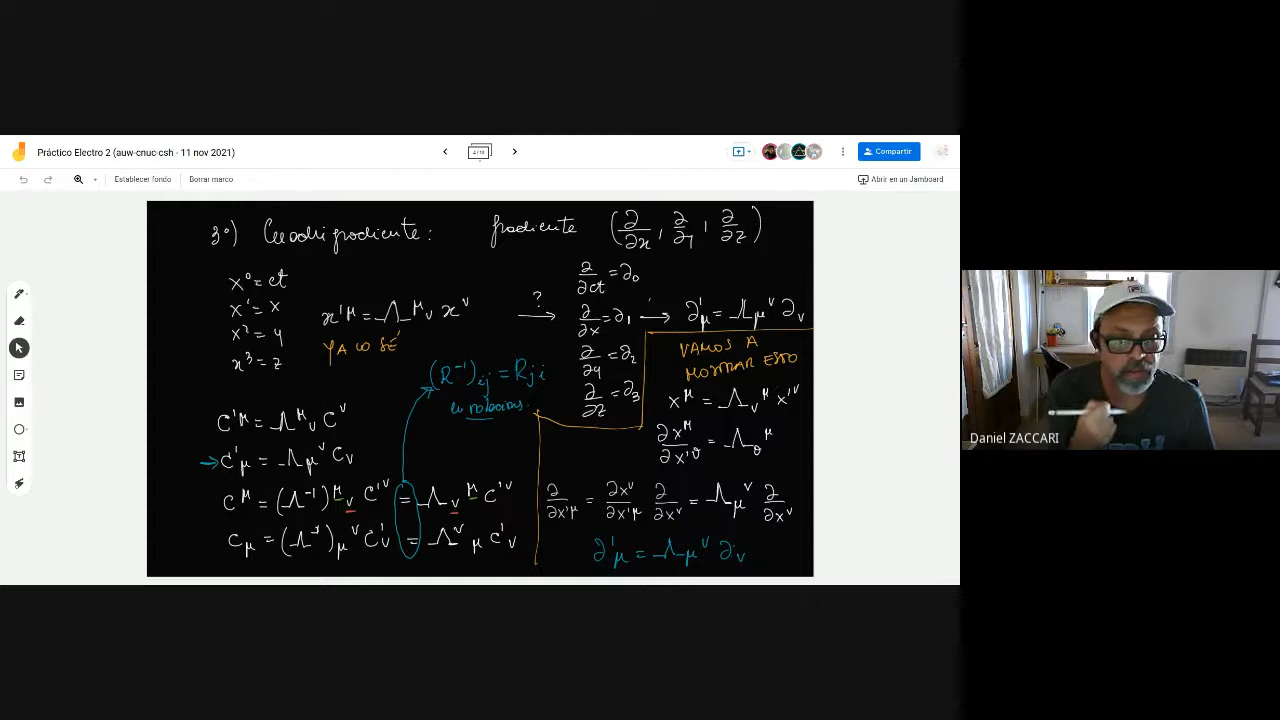 Práctico Electro 2 (auw-cnuc-csh - 11 nov 2021)
Compartir
Establecer fondo
Borrar marco
Abrir en un Jamboard
3º) Cuadrigradiente: gradiente (∂/∂x, ∂/∂y, ∂/∂z)
x⁰ = ct
x¹ = x
x² = y
x³ = z
x'^μ = Λ^μ_ν x^ν
YA LO SÉ
?
∂/∂ct = ∂₀
∂/∂x = ∂₁
∂/∂y = ∂₂
∂/∂z = ∂₃
∂'_μ = Λ_μ^ν ∂_ν
VAMOS A
MOSTRAR ESTO
(R⁻¹)_ij = R_ji
en rotaciones.
C'^μ = Λ^μ_ν C^ν
C'_μ = Λ_μ^ν C_ν
C^μ = (Λ⁻¹)^μ_ν C'^ν = Λ_ν^μ C'^ν
C_μ = (Λ⁻¹)_μ^ν C'_ν = Λ^ν_μ C'_ν
x^μ = Λ_ν^μ x'^ν
∂x^μ/∂x'^θ = Λ_θ^μ
∂/∂x'^μ = ∂x^ν/∂x'^μ ∂/∂x^ν = Λ_μ^ν ∂/∂x^ν
∂'_μ = Λ_μ^ν ∂_ν
Daniel ZACCARI